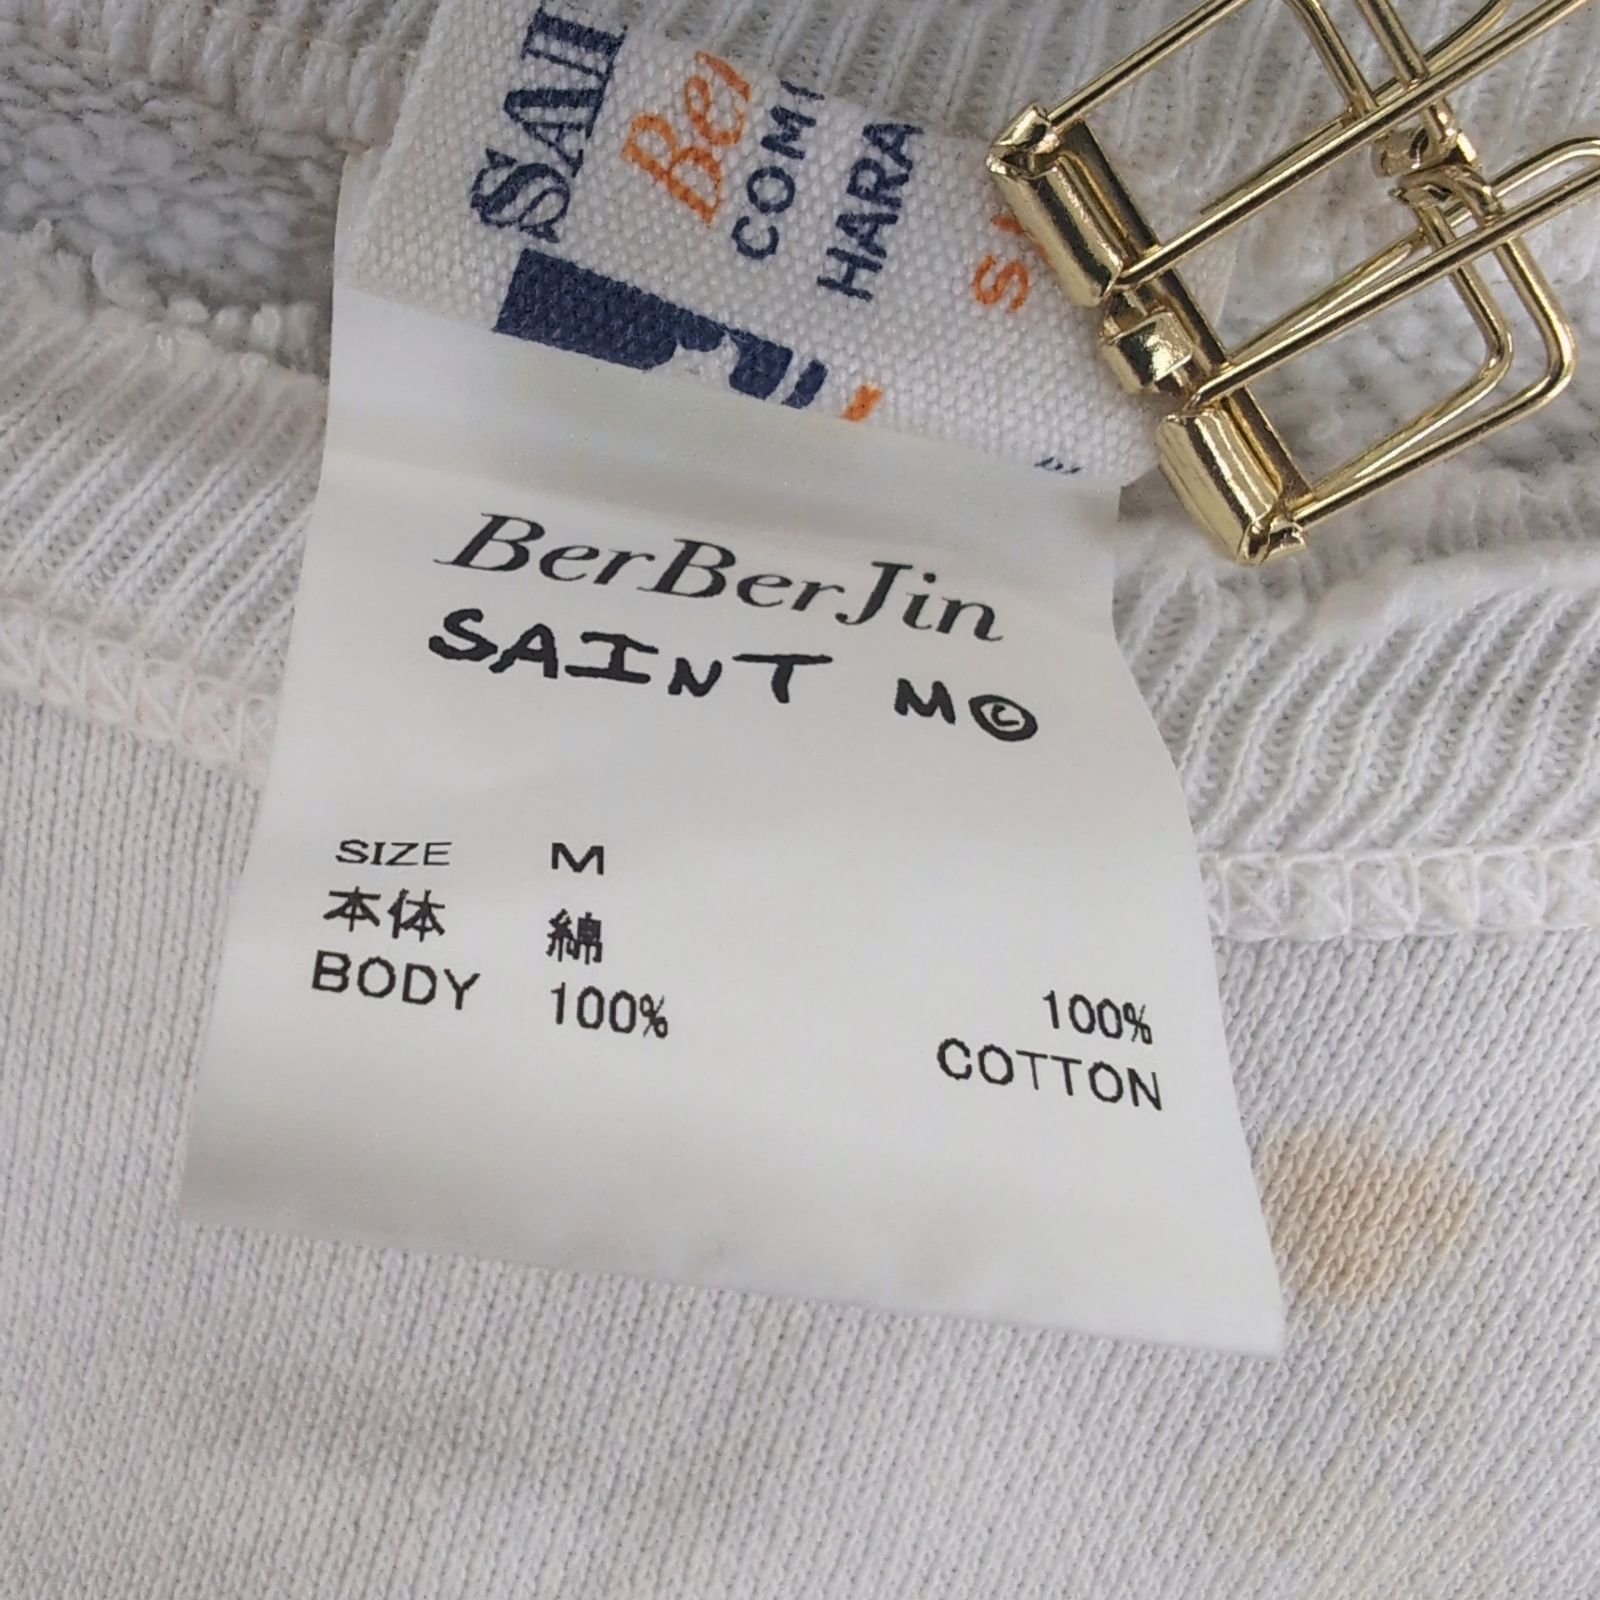 BerBerJin
SAINT M©
SIZE M
本体 綿 100%
BODY 100% COTTON